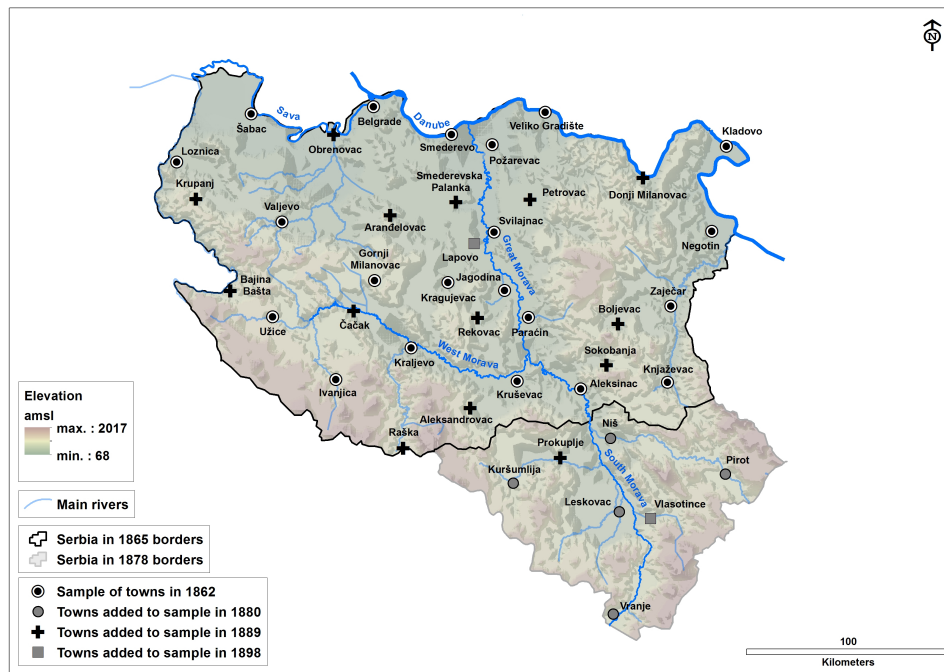 N
Sava
Danube
Belgrade
Šabac
Obrenovac
Smederevo
Veliko Gradište
Požarevac
Kladovo
Loznica
Krupanj
Smederevska
Palanka
Petrovac
Donji Milanovac
Valjevo
Aranđelovac
Svilajnac
Great Morava
Negotin
Lapovo
Gornji
Milanovac
Jagodina
Kragujevac
Bajina
Bašta
Zaječar
Boljevac
Užice
Čačak
Rekovac
Paraćin
West Morava
Sokobanja
Kraljevo
Knjaževac
Ivanjica
Kruševac
Aleksinac
Aleksandrovac
Raška
Niš
Prokuplje
South Morava
Pirot
Kuršumlija
Leskovac
Vlasotince
Vranje
Elevation
amsl
max. : 2017
min. : 68
Main rivers
Serbia in 1865 borders
Serbia in 1878 borders
Sample of towns in 1862
Towns added to sample in 1880
Towns added to sample in 1889
Towns added to sample in 1898
100
Kilometers